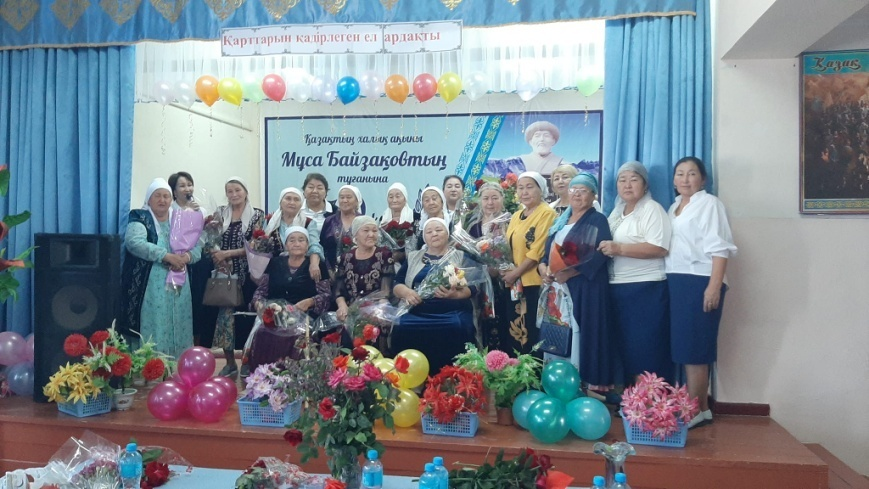 Қарттарын қадірлеген ел ардақты
Қазақтың халық ақыны
Мұса Байзақовтың
туғанына
Қазақ